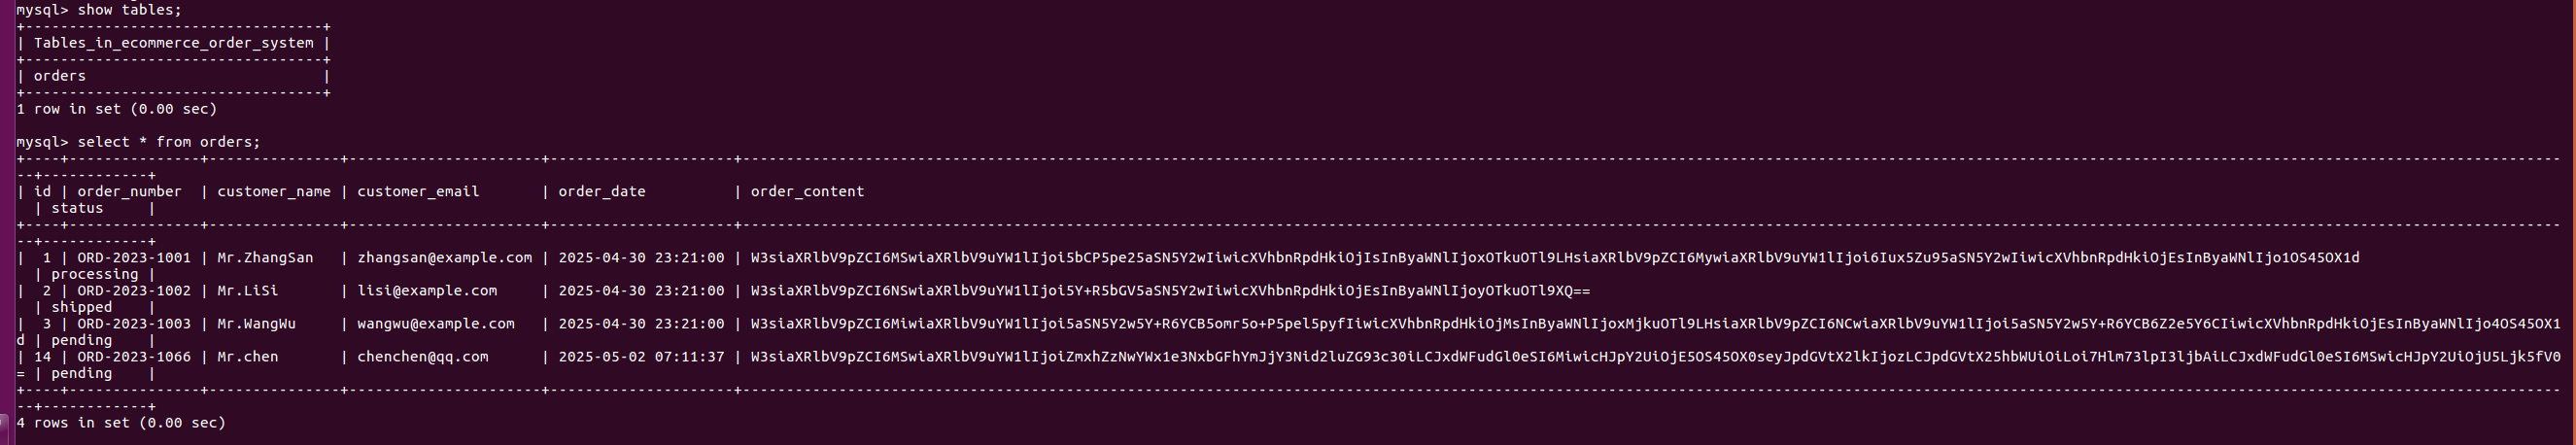 mysql> show tables;
+----------------------------------+
| Tables_in_ecommerce_order_system |
+----------------------------------+
| orders                           |
+----------------------------------+
1 row in set (0.00 sec)

mysql> select * from orders;
| id | order_number  | customer_name | customer_email       | order_date          | order_content
  | status     |
|  1 | ORD-2023-1001 | Mr.ZhangSan   | zhangsan@example.com | 2025-04-30 23:21:00 | W3siaXRlbV9pZCI6MSwiaXRlbV9uYW1lIjoi5bCP5pe25aSN5Y2wIiwicXVhbnRpdHkiOjIsInByaWNlIjoxOTkuOTl9LHsiaXRlbV9pZCI6MywiaXRlbV9uYW1lIjoi6Iux5Zu95aSN5Y2wIiwicXVhbnRpdHkiOjEsInByaWNlIjo1OS45OX1d
  | processing |
|  2 | ORD-2023-1002 | Mr.LiSi       | lisi@example.com     | 2025-04-30 23:21:00 | W3siaXRlbV9pZCI6NSwiaXRlbV9uYW1lIjoi5Y+R5bGV5aSN5Y2wIiwicXVhbnRpdHkiOjEsInByaWNlIjoyOTkuOTl9XQ==
  | shipped    |
|  3 | ORD-2023-1003 | Mr.WangWu     | wangwu@example.com   | 2025-04-30 23:21:00 | W3siaXRlbV9pZCI6MiwiaXRlbV9uYW1lIjoi5aSN5Y2w5Y+R6YCB5omr5o+P5pel5pyfIiwicXVhbnRpdHkiOjMsInByaWNlIjoxMjkuOTl9LHsiaXRlbV9pZCI6NCwiaXRlbV9uYW1lIjoi5aSN5Y2w5Y+R6YCB6Z2e5Y6CIiwicXVhbnRpdHkiOjEsInByaWNlIjo4OS45OX1
d | pending    |
| 14 | ORD-2023-1066 | Mr.chen       | chenchen@qq.com      | 2025-05-02 07:11:37 | W3siaXRlbV9pZCI6MSwiaXRlbV9uYW1lIjoiZmxhZzNwYWx1e3NxbGFhYmJjY3Nid2luZG93c30iLCJxdWFudGl0eSI6MiwicHJpY2UiOjE5OS45OX0seyJpdGVtX2lkIjozLCJpdGVtX25hbWUiOiLoi7Hlm73lpI3ljbAiLCJxdWFudGl0eSI6MSwicHJpY2UiOjU5Ljk5fV0
= | pending    |
4 rows in set (0.00 sec)